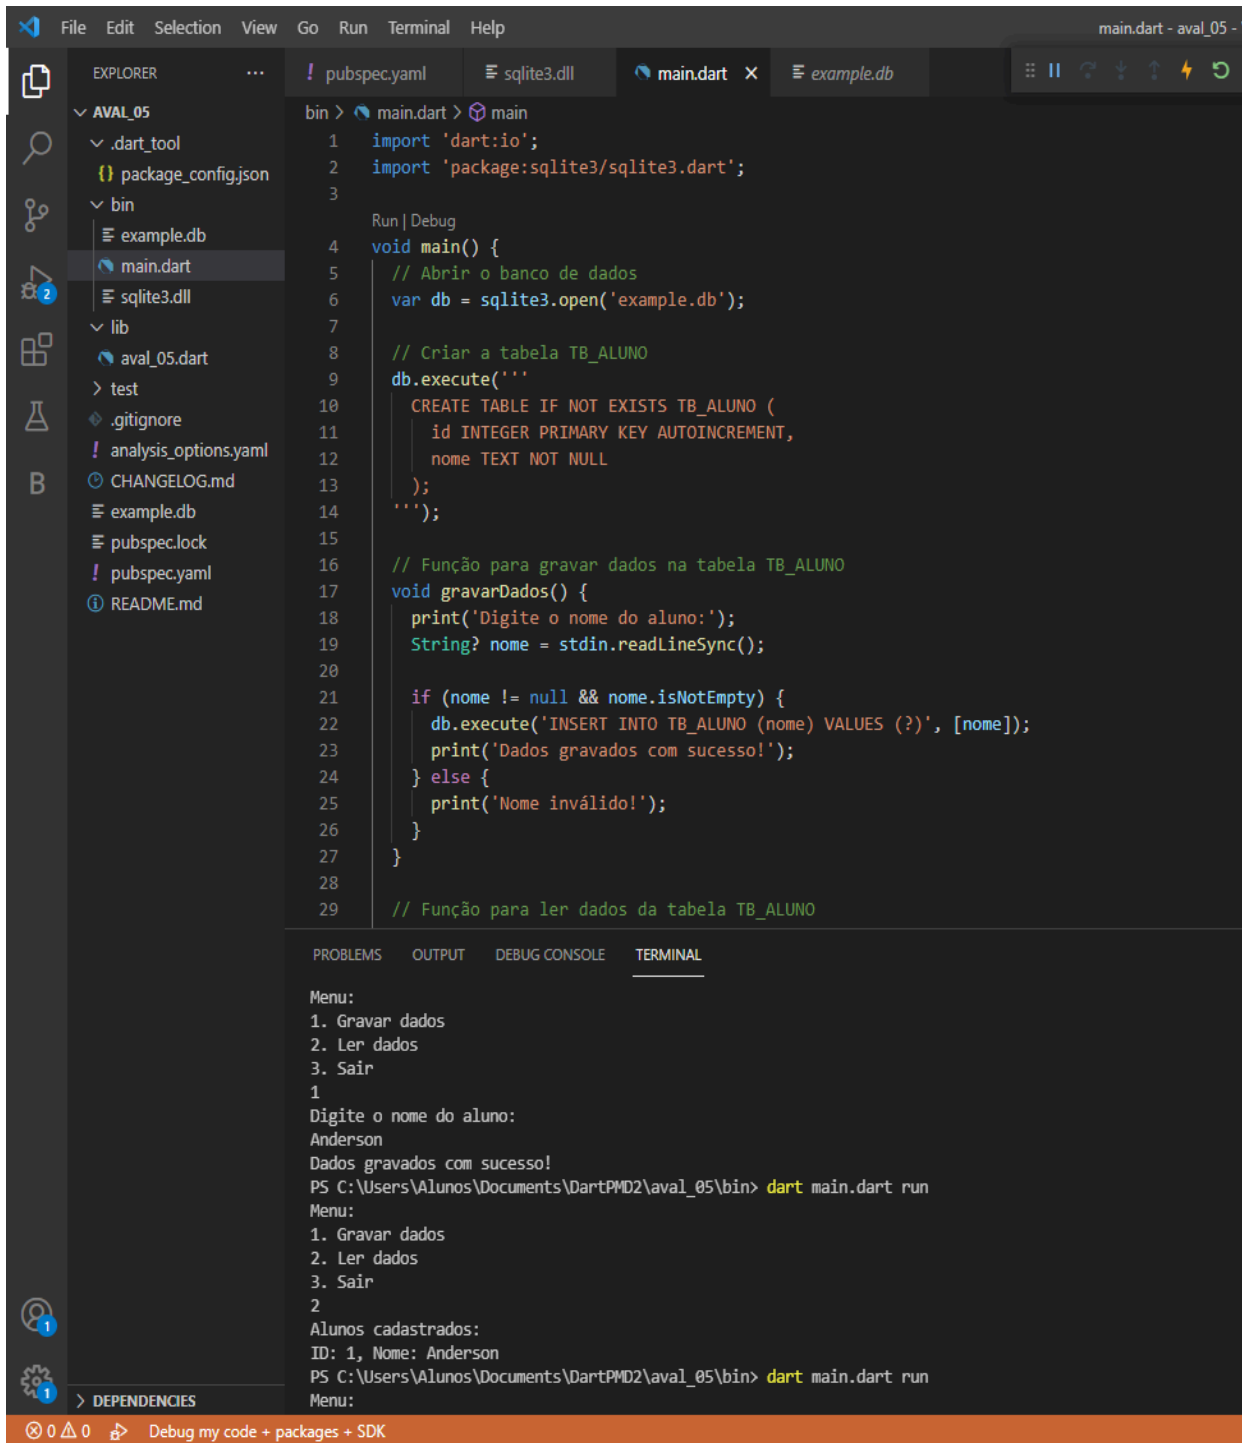 File Edit Selection View Go Run Terminal Help main.dart - aval_05 -
EXPLORER ...
AVAL_05
.dart_tool
{} package_config.json
bin
example.db
main.dart
sqlite3.dll
lib
aval_05.dart
test
.gitignore
! analysis_options.yaml
CHANGELOG.md
example.db
pubspec.lock
! pubspec.yaml
README.md
DEPENDENCIES
2
B
1
1
! pubspec.yaml sqlite3.dll main.dart × example.db
bin > main.dart > main
1 import 'dart:io';
2 import 'package:sqlite3/sqlite3.dart';
3
Run | Debug
4 void main() {
5 // Abrir o banco de dados
6 var db = sqlite3.open('example.db');
7
8 // Criar a tabela TB_ALUNO
9 db.execute('''
10 CREATE TABLE IF NOT EXISTS TB_ALUNO (
11 id INTEGER PRIMARY KEY AUTOINCREMENT,
12 nome TEXT NOT NULL
13 );
14 ''');
15
16 // Função para gravar dados na tabela TB_ALUNO
17 void gravarDados() {
18 print('Digite o nome do aluno:');
19 String? nome = stdin.readLineSync();
20
21 if (nome != null && nome.isNotEmpty) {
22 db.execute('INSERT INTO TB_ALUNO (nome) VALUES (?)', [nome]);
23 print('Dados gravados com sucesso!');
24 } else {
25 print('Nome inválido!');
26 }
27 }
28
29 // Função para ler dados da tabela TB_ALUNO
PROBLEMS OUTPUT DEBUG CONSOLE TERMINAL
Menu:
1. Gravar dados
2. Ler dados
3. Sair
1
Digite o nome do aluno:
Anderson
Dados gravados com sucesso!
PS C:\Users\Alunos\Documents\DartPMD2\aval_05\bin> dart main.dart run
Menu:
1. Gravar dados
2. Ler dados
3. Sair
2
Alunos cadastrados:
ID: 1, Nome: Anderson
PS C:\Users\Alunos\Documents\DartPMD2\aval_05\bin> dart main.dart run
Menu:
0 0 Debug my code + packages + SDK